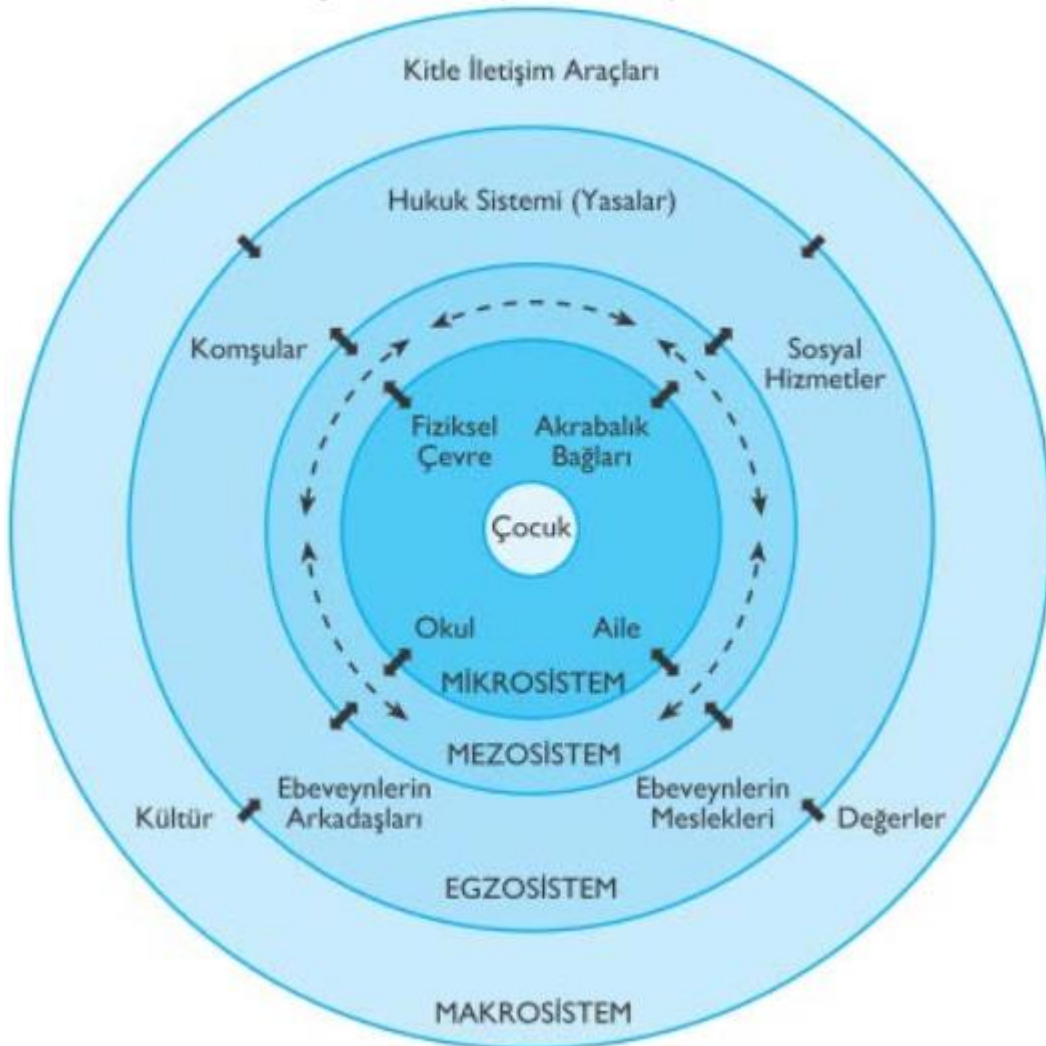 Kitle İletişim Araçları
Hukuk Sistemi (Yasalar)
Komşular
Sosyal
Hizmetler
Fiziksel
Çevre
Akrabalık
Bağları
Çocuk
Okul
Aile
MİKROSİSTEM
MEZOSİSTEM
Kültür
Ebeveynlerin
Arkadaşları
Ebeveynlerin
Meslekleri
Değerler
EGZOSİSTEM
MAKROSİSTEM